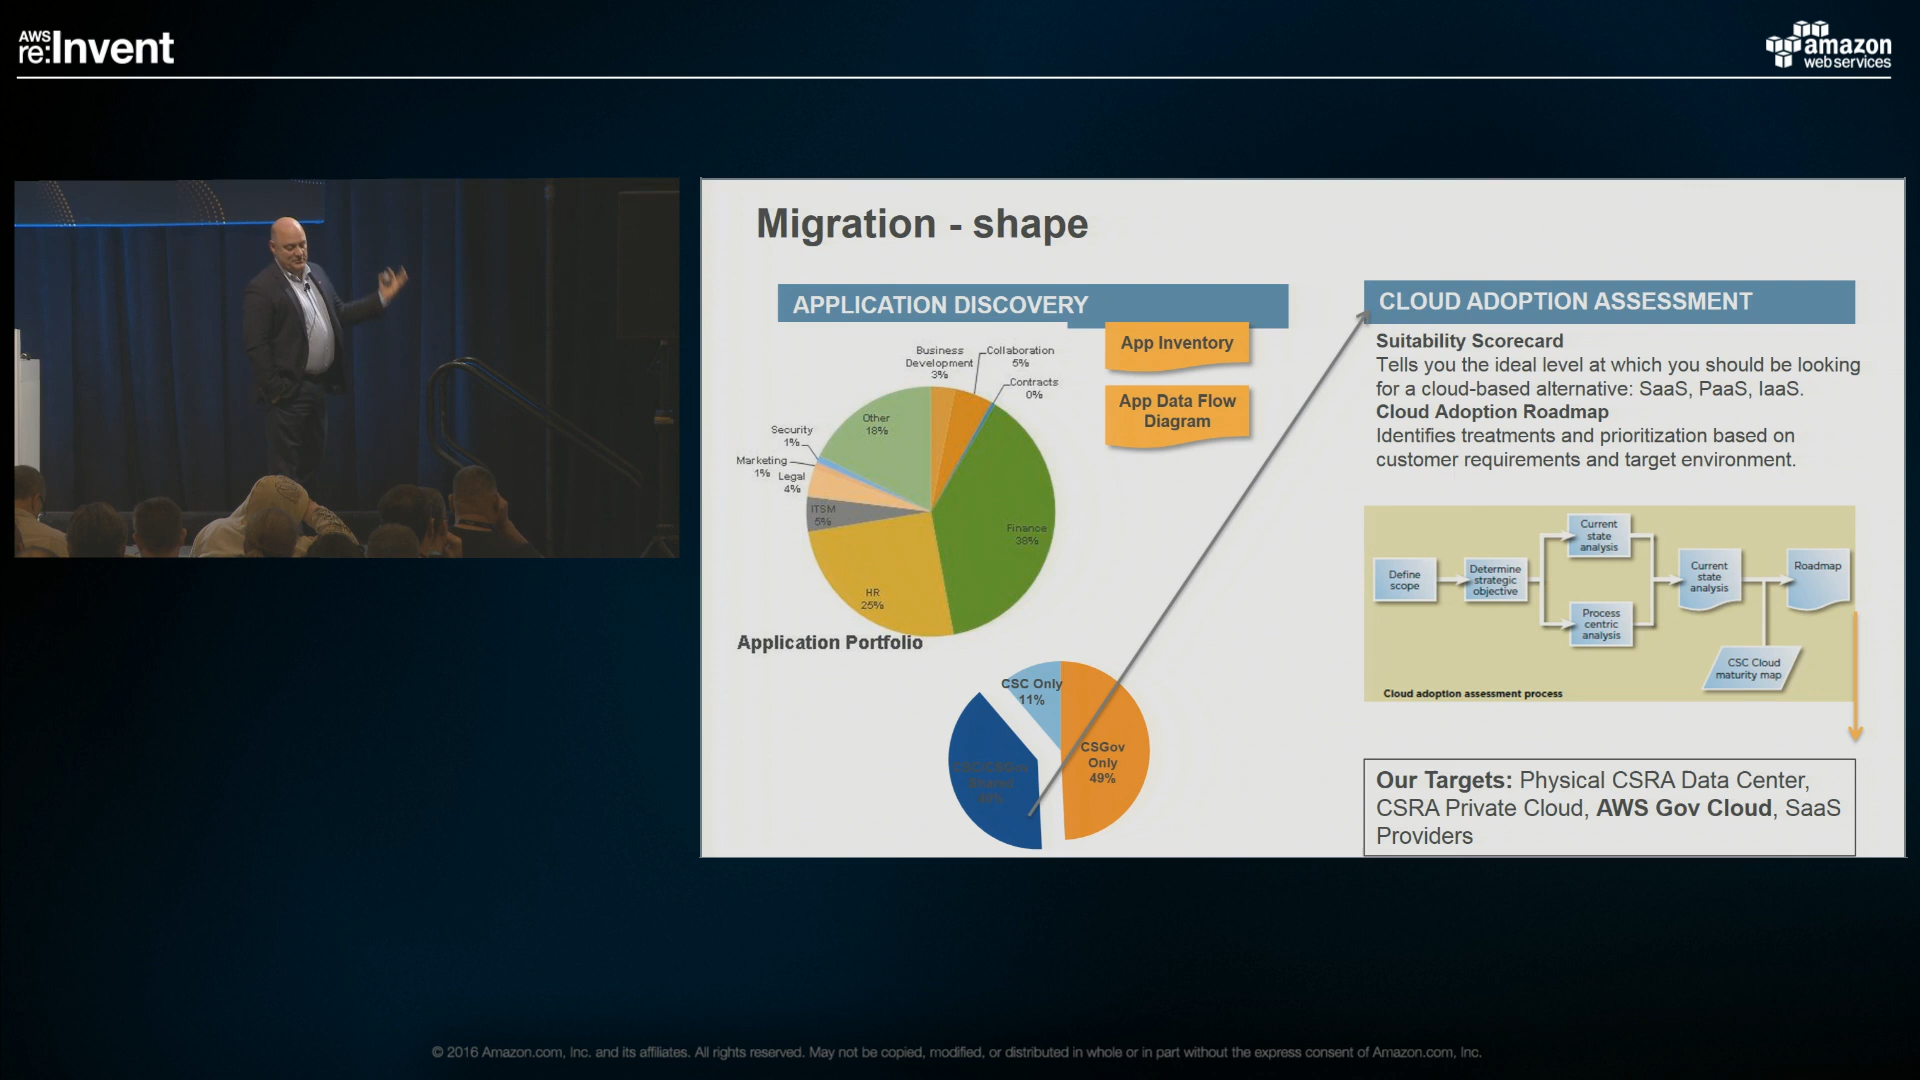 AWS
re:Invent
amazon
web services
Migration - shape
APPLICATION DISCOVERY
App Inventory
App Data Flow
Diagram
Business
Development
3%
Collaboration
5%
Contracts
0%
Other
18%
Security
1%
Marketing
1%
Legal
4%
ITSM
5%
Finance
38%
HR
25%
Application Portfolio
CSC Only
11%
CSGov
Only
49%
CLOUD ADOPTION ASSESSMENT
Suitability Scorecard
Tells you the ideal level at which you should be looking
for a cloud-based alternative: SaaS, PaaS, IaaS.
Cloud Adoption Roadmap
Identifies treatments and prioritization based on
customer requirements and target environment.
Define
scope
Determine
strategic
objective
Current
state
analysis
Process
centric
analysis
Current
state
analysis
Roadmap
CSC Cloud
maturity map
Cloud adoption assessment process
Our Targets: Physical CSRA Data Center,
CSRA Private Cloud, AWS Gov Cloud, SaaS
Providers
© 2016 Amazon.com, Inc. and its affiliates. All rights reserved. May not be copied, modified, or distributed in whole or in part without the express consent of Amazon.com, Inc.